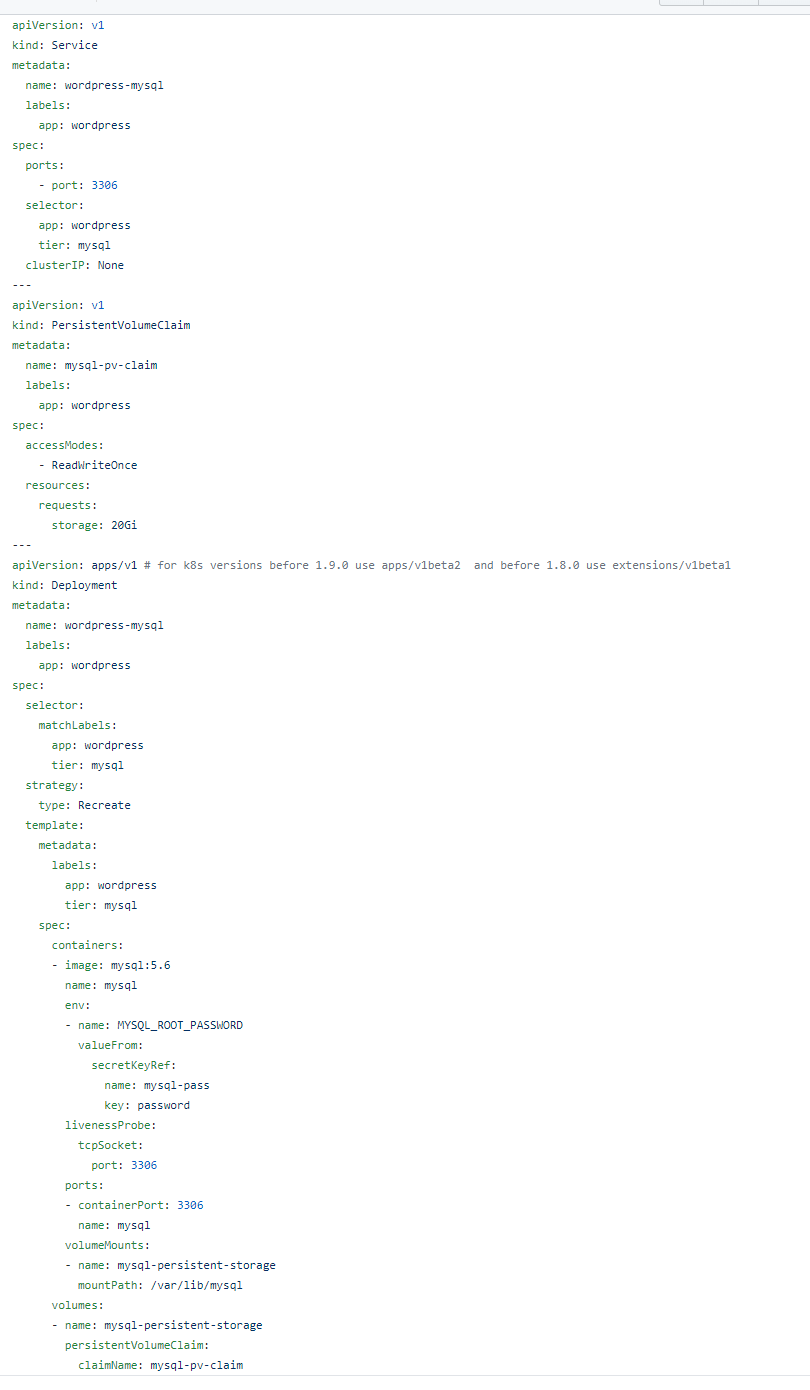 apiVersion: v1
kind: Service
metadata:
  name: wordpress-mysql
  labels:
    app: wordpress
spec:
  ports:
    - port: 3306
  selector:
    app: wordpress
    tier: mysql
  clusterIP: None
---
apiVersion: v1
kind: PersistentVolumeClaim
metadata:
  name: mysql-pv-claim
  labels:
    app: wordpress
spec:
  accessModes:
    - ReadWriteOnce
  resources:
    requests:
      storage: 20Gi
---
apiVersion: apps/v1 # for k8s versions before 1.9.0 use apps/v1beta2  and before 1.8.0 use extensions/v1beta1
kind: Deployment
metadata:
  name: wordpress-mysql
  labels:
    app: wordpress
spec:
  selector:
    matchLabels:
      app: wordpress
      tier: mysql
  strategy:
    type: Recreate
  template:
    metadata:
      labels:
        app: wordpress
        tier: mysql
    spec:
      containers:
      - image: mysql:5.6
        name: mysql
        env:
        - name: MYSQL_ROOT_PASSWORD
          valueFrom:
            secretKeyRef:
              name: mysql-pass
              key: password
        livenessProbe:
          tcpSocket:
            port: 3306
        ports:
        - containerPort: 3306
          name: mysql
        volumeMounts:
        - name: mysql-persistent-storage
          mountPath: /var/lib/mysql
      volumes:
      - name: mysql-persistent-storage
        persistentVolumeClaim:
          claimName: mysql-pv-claim